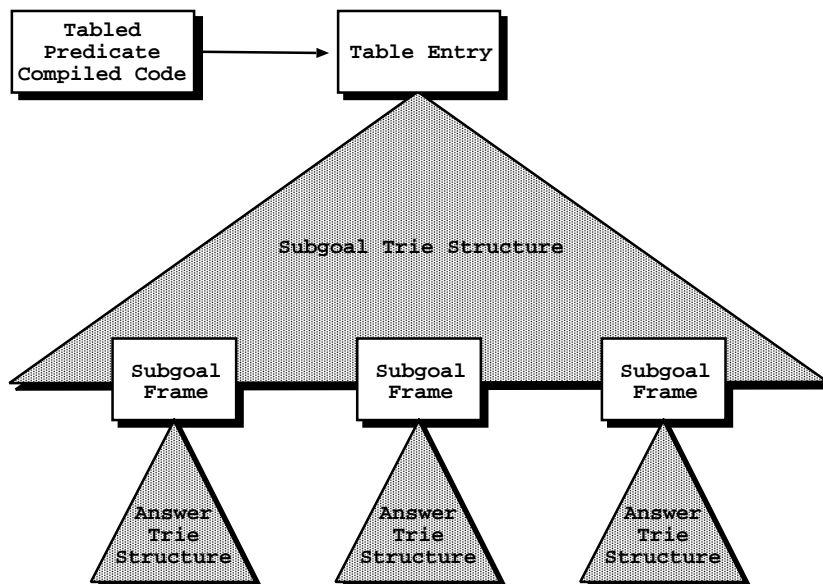 Tabled
Predicate
Compiled Code
Table Entry
Subgoal Trie Structure
Subgoal
Frame
Subgoal
Frame
Subgoal
Frame
Answer
Trie
Structure
Answer
Trie
Structure
Answer
Trie
Structure